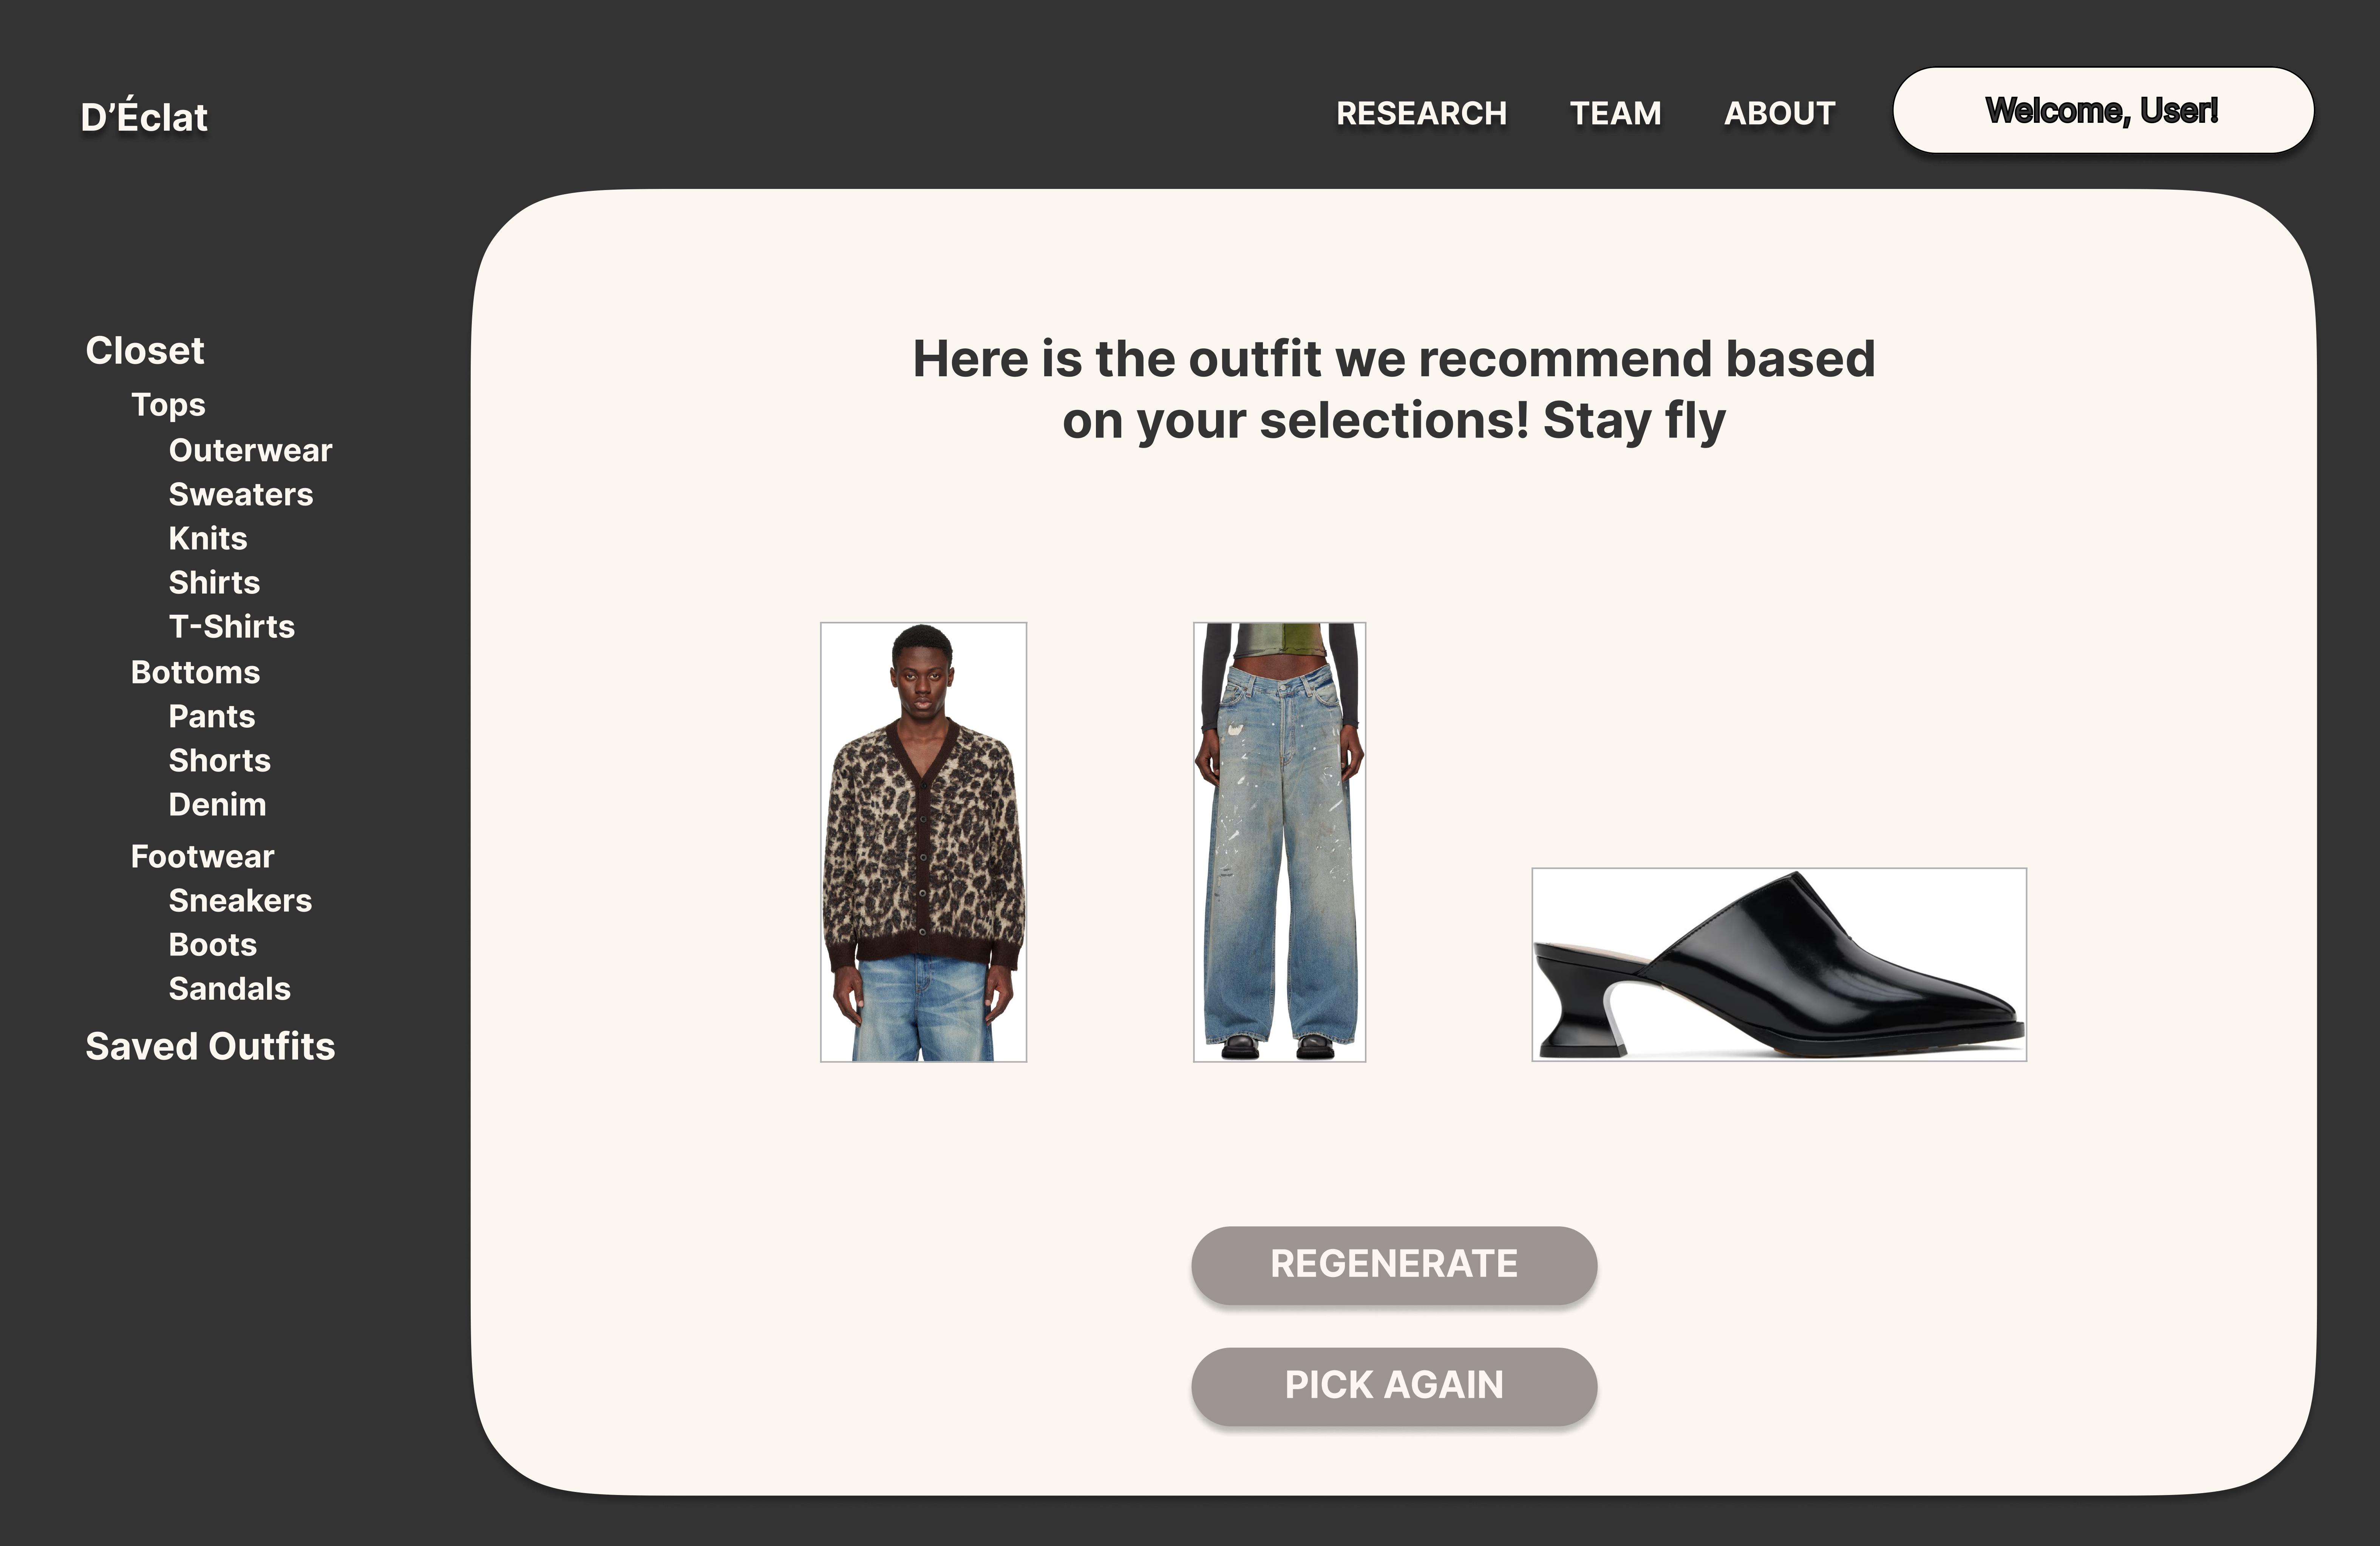 D’Éclat
RESEARCH
TEAM
ABOUT
Welcome, User!
Closet
Tops
Outerwear
Sweaters
Knits
Shirts
T-Shirts
Bottoms
Pants
Shorts
Denim
Footwear
Sneakers
Boots
Sandals
Saved Outfits
Here is the outfit we recommend based
on your selections! Stay fly
REGENERATE
PICK AGAIN